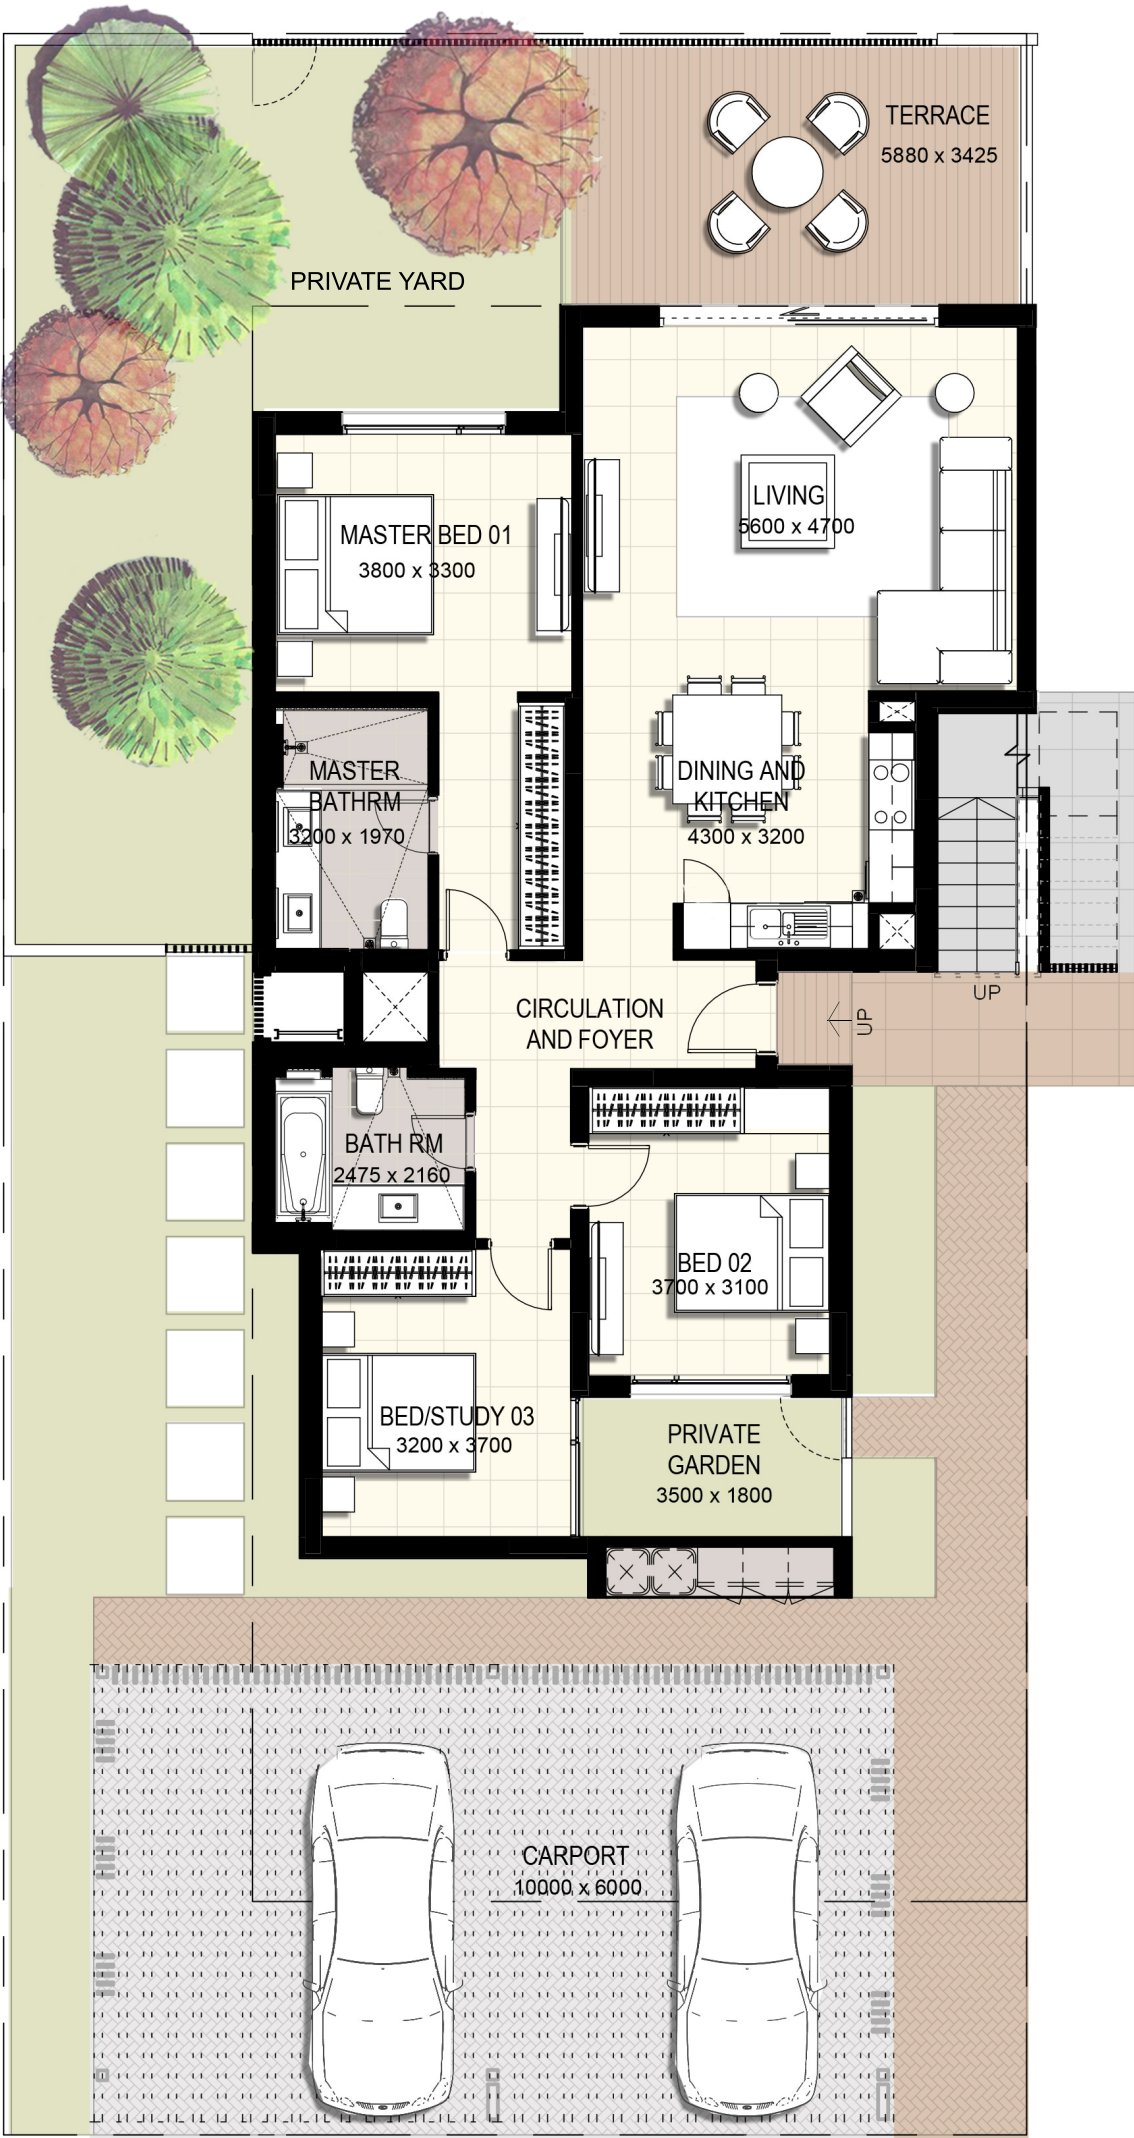 TERRACE
5880 x 3425
PRIVATE YARD
LIVING
5600 x 4700
MASTER BED 01
3800 x 3300
MASTER
BATHRM
3200 x 1970
DINING AND
KITCHEN
4300 x 3200
UP
UP
CIRCULATION
AND FOYER
BATH RM
2475 x 2160
BED 02
3700 x 3100
BED/STUDY 03
3200 x 3700
PRIVATE
GARDEN
3500 x 1800
CARPORT
10000 x 6000